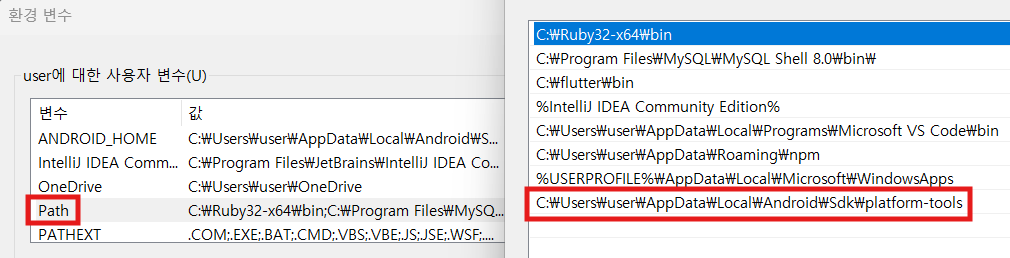 환경 변수
user에 대한 사용자 변수(U)
변수 값
ANDROID_HOME C:₩Users₩user₩AppData₩Local₩Android₩S...
IntelliJ IDEA Comm... C:₩Program Files₩JetBrains₩IntelliJ IDEA Co...
OneDrive C:₩Users₩user₩OneDrive
Path C:₩Ruby32-x64₩bin;C:₩Program Files₩MySQ...
PATHEXT .COM;.EXE;.BAT;.CMD;.VBS;.VBE;.JS;.JSE;.WSF;....
C:₩Ruby32-x64₩bin
C:₩Program Files₩MySQL₩MySQL Shell 8.0₩bin₩
C:₩flutter₩bin
%IntelliJ IDEA Community Edition%
C:₩Users₩user₩AppData₩Local₩Programs₩Microsoft VS Code₩bin
C:₩Users₩user₩AppData₩Roaming₩npm
%USERPROFILE%₩AppData₩Local₩Microsoft₩WindowsApps
C:₩Users₩user₩AppData₩Local₩Android₩Sdk₩platform-tools